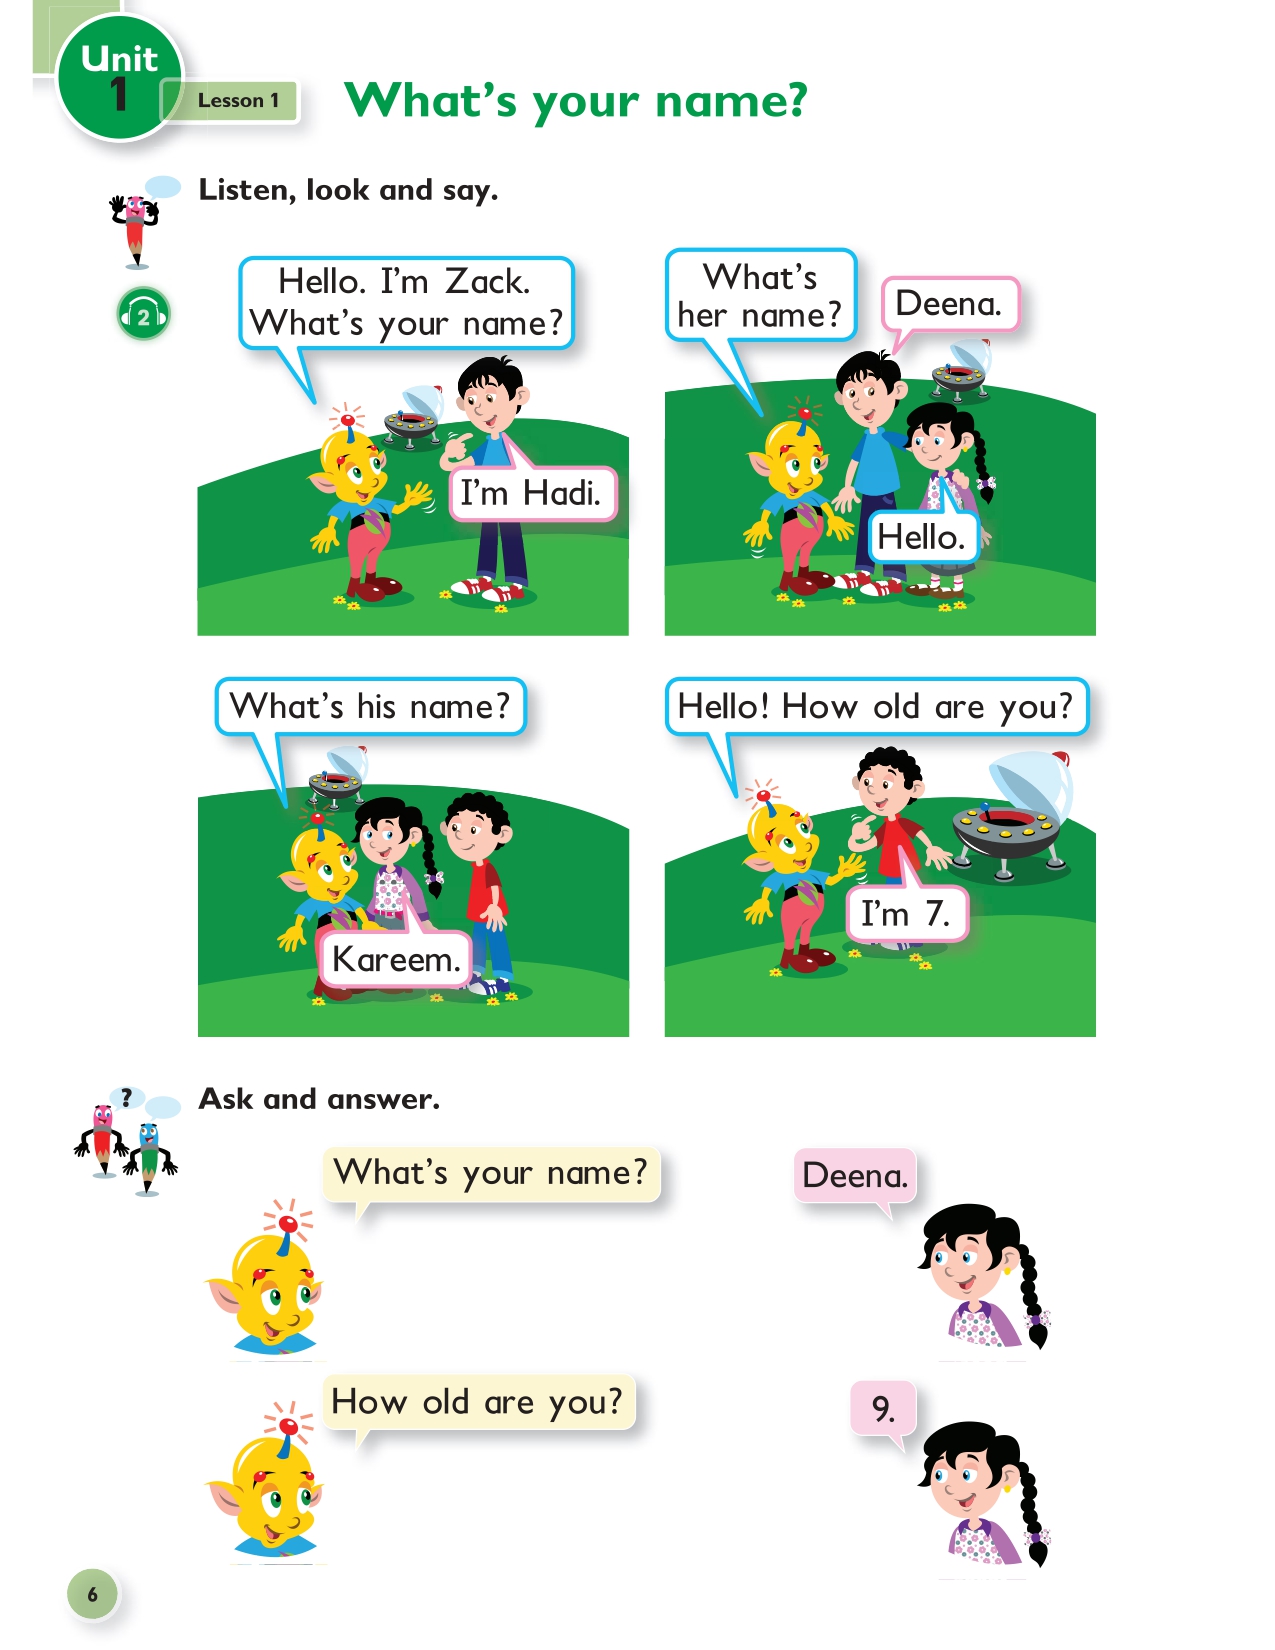 Unit
1
Lesson 1
What's your name?
Listen, look and say.
2
Hello. I'm Zack.
What's your name?
I'm Hadi.
What's
her name?
Deena.
Hello.
What's his name?
Kareem.
Hello! How old are you?
I'm 7.
?
Ask and answer.
What's your name?
Deena.
How old are you?
9.
6